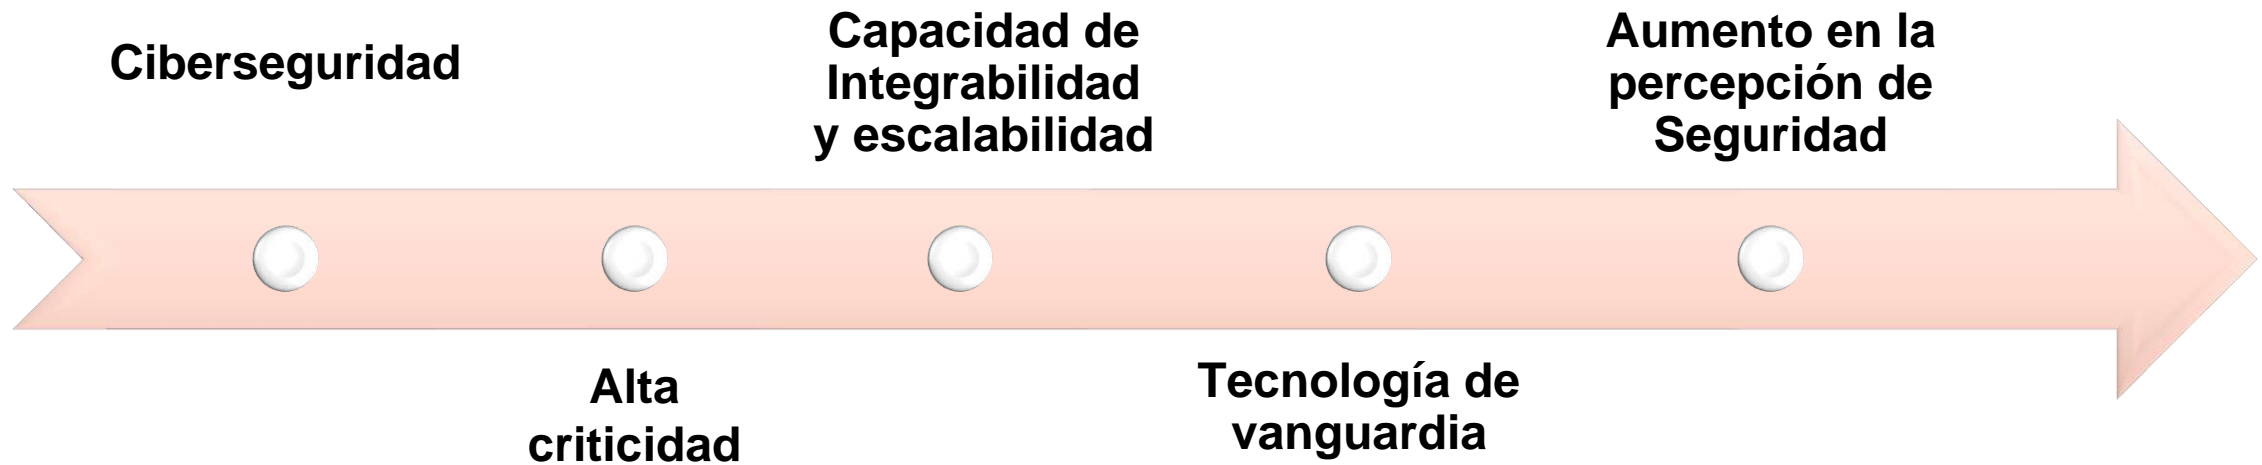 Ciberseguridad
Alta
criticidad
Capacidad de
Integrabilidad
y escalabilidad
Tecnología de
vanguardia
Aumento en la
percepción de
Seguridad